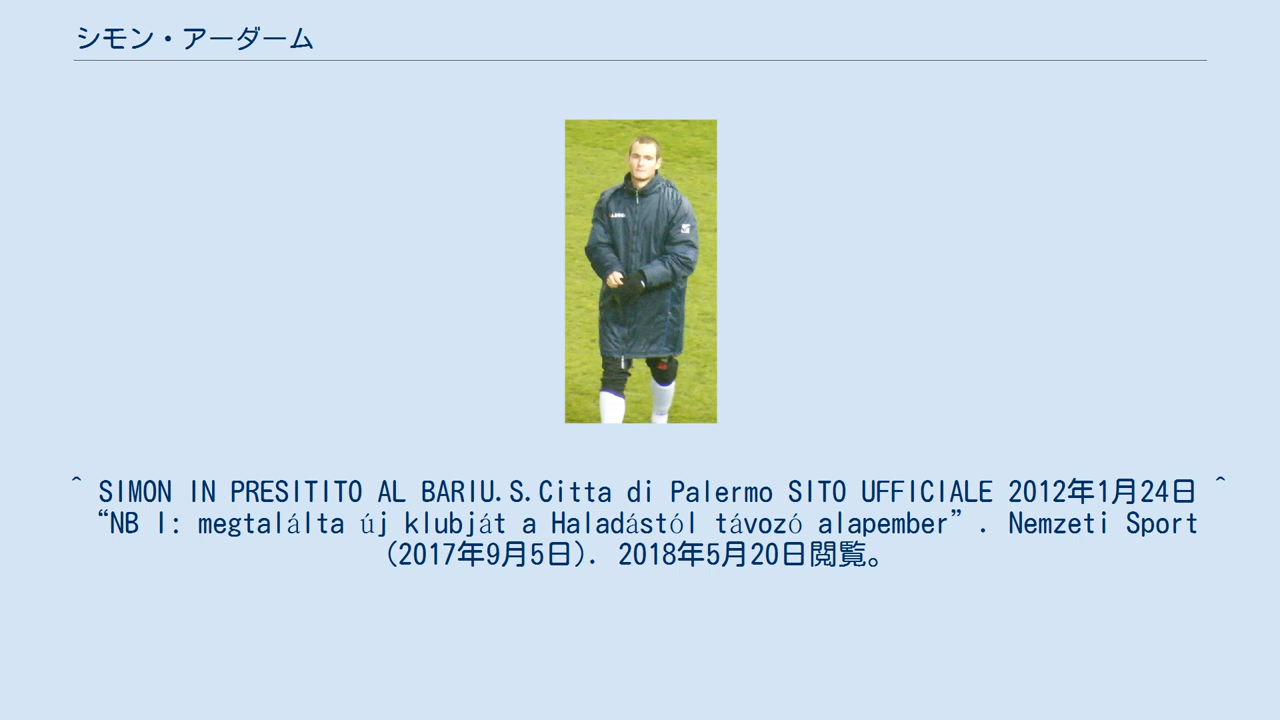 シモン・アーダーム
^ SIMON IN PRESITITO AL BARIU.S.Citta di Palermo SITO UFFICIALE 2012年1月24日 ^
“NB I: megtalálta új klubját a Haladástól távozó alapember”. Nemzeti Sport
(2017年9月5日). 2018年5月20日閲覧。